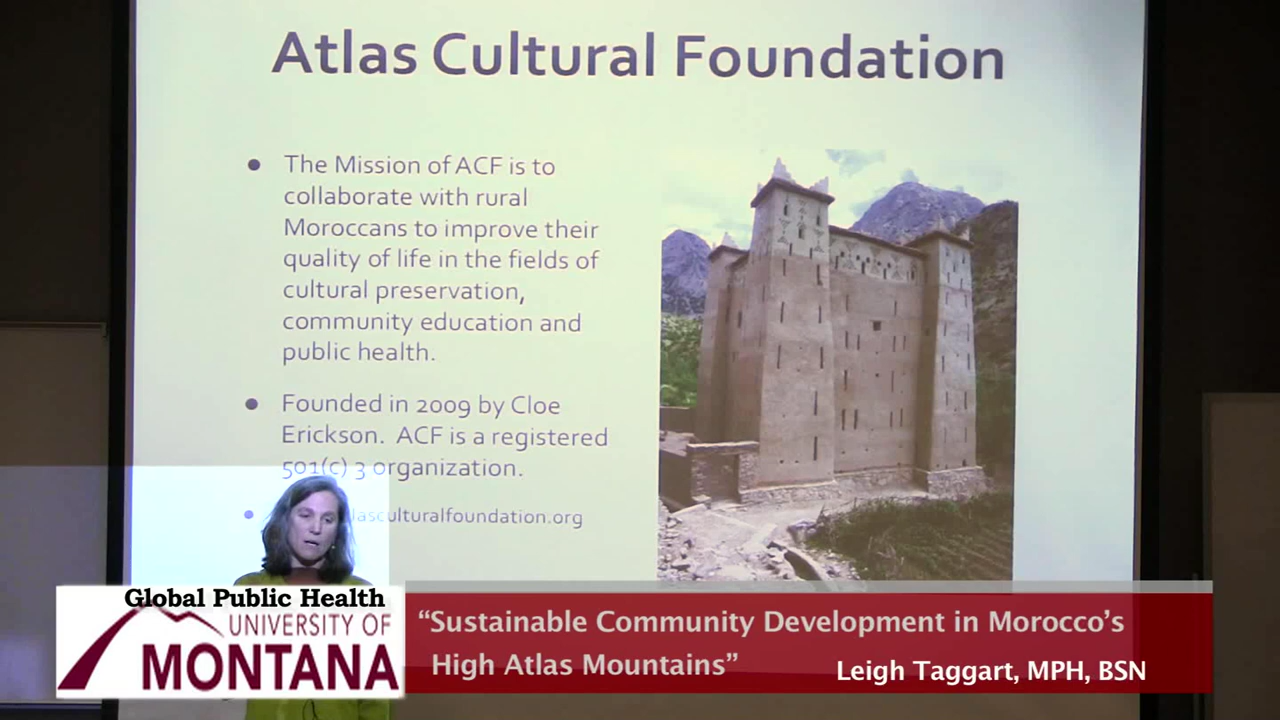 Atlas Cultural Foundation
• The Mission of ACF is to
collaborate with rural
Moroccans to improve their
quality of life in the fields of
cultural preservation,
community education and
public health.
• Founded in 2009 by Cloe
Erickson. ACF is a registered
501(c) 3 organization.
• lasculturalfoundation.org
Global Public Health
UNIVERSITY OF
MONTANA
“Sustainable Community Development in Morocco’s
High Atlas Mountains”
Leigh Taggart, MPH, BSN